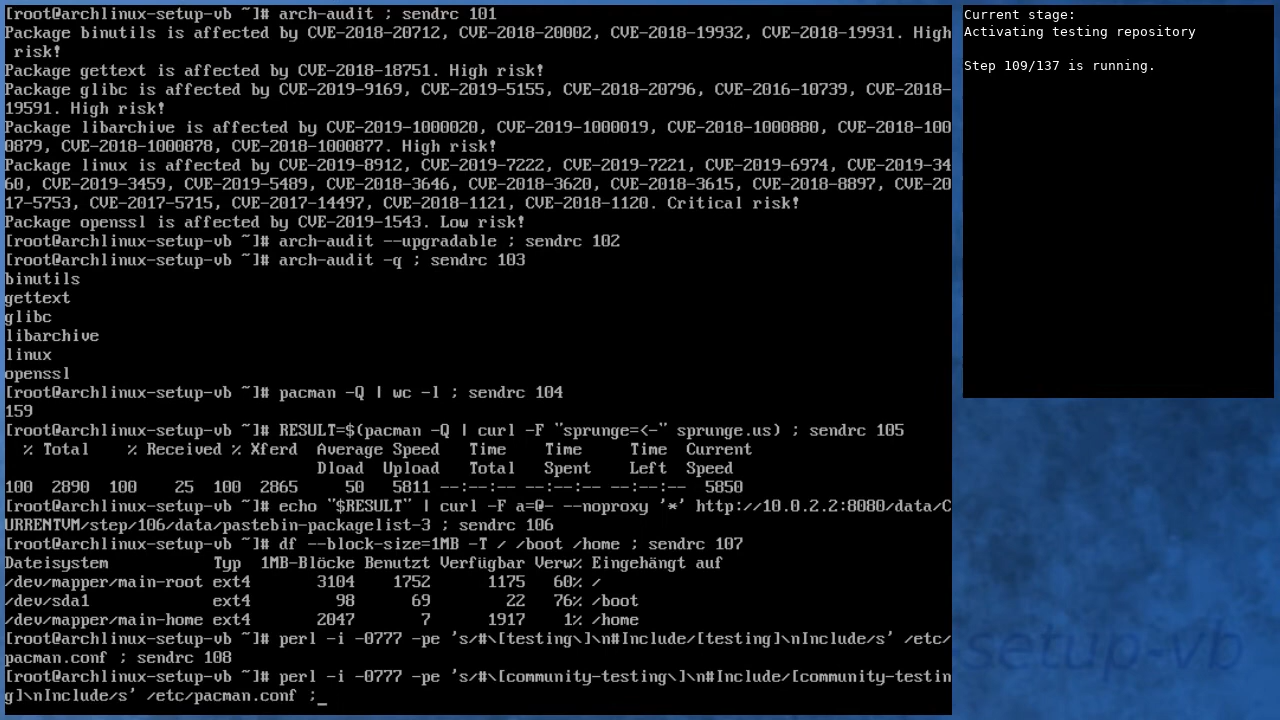 [root@archlinux-setup-vb ~]# arch-audit ; sendrc 101
Package binutils is affected by CVE-2018-20712, CVE-2018-20002, CVE-2018-19932, CVE-2018-19931. High
 risk!
Package gettext is affected by CVE-2018-18751. High risk!
Package glibc is affected by CVE-2019-9169, CVE-2019-5155, CVE-2018-20796, CVE-2016-10739, CVE-2018-
19591. High risk!
Package libarchive is affected by CVE-2019-1000020, CVE-2019-1000019, CVE-2018-1000880, CVE-2018-100
0879, CVE-2018-1000878, CVE-2018-1000877. High risk!
Package linux is affected by CVE-2019-8912, CVE-2019-7222, CVE-2019-7221, CVE-2019-6974, CVE-2019-34
60, CVE-2019-3459, CVE-2019-5489, CVE-2018-3646, CVE-2018-3620, CVE-2018-3615, CVE-2018-8897, CVE-20
17-5753, CVE-2017-5715, CVE-2017-14497, CVE-2018-1121, CVE-2018-1120. Critical risk!
Package openssl is affected by CVE-2019-1543. Low risk!
[root@archlinux-setup-vb ~]# arch-audit --upgradable ; sendrc 102
[root@archlinux-setup-vb ~]# arch-audit -q ; sendrc 103
binutils
gettext
glibc
libarchive
linux
openssl
[root@archlinux-setup-vb ~]# pacman -Q | wc -l ; sendrc 104
159
[root@archlinux-setup-vb ~]# RESULT=$(pacman -Q | curl -F "sprunge=<-" sprunge.us) ; sendrc 105
  % Total    % Received % Xferd  Average Speed   Time    Time     Time  Current
                                 Dload  Upload   Total   Spent    Left  Speed
100  2890  100    25  100  2865     50   5811 --:--:-- --:--:-- --:--:--  5850
[root@archlinux-setup-vb ~]# echo "$RESULT" | curl -F a=@- --noproxy '*' http://10.0.2.2:8080/data/C
URRENTVM/step/106/data/pastebin-packagelist-3 ; sendrc 106
[root@archlinux-setup-vb ~]# df --block-size=1MB -T / /boot /home ; sendrc 107
Dateisystem           Typ  1MB-Blöcke Benutzt Verfügbar Verw% Eingehängt auf
/dev/mapper/main-root ext4       3104    1752      1175   60% /
/dev/sda1             ext4         98      69        22   76% /boot
/dev/mapper/main-home ext4       2047       7      1917    1% /home
[root@archlinux-setup-vb ~]# perl -i -0777 -pe 's/#\[testing\]\n#Include/[testing]\nInclude/s' /etc/
pacman.conf ; sendrc 108
[root@archlinux-setup-vb ~]# perl -i -0777 -pe 's/#\[community-testing\]\n#Include/[community-testin
g]\nInclude/s' /etc/pacman.conf ;_
Current stage:
Activating testing repository
Step 109/137 is running.
setup-vb